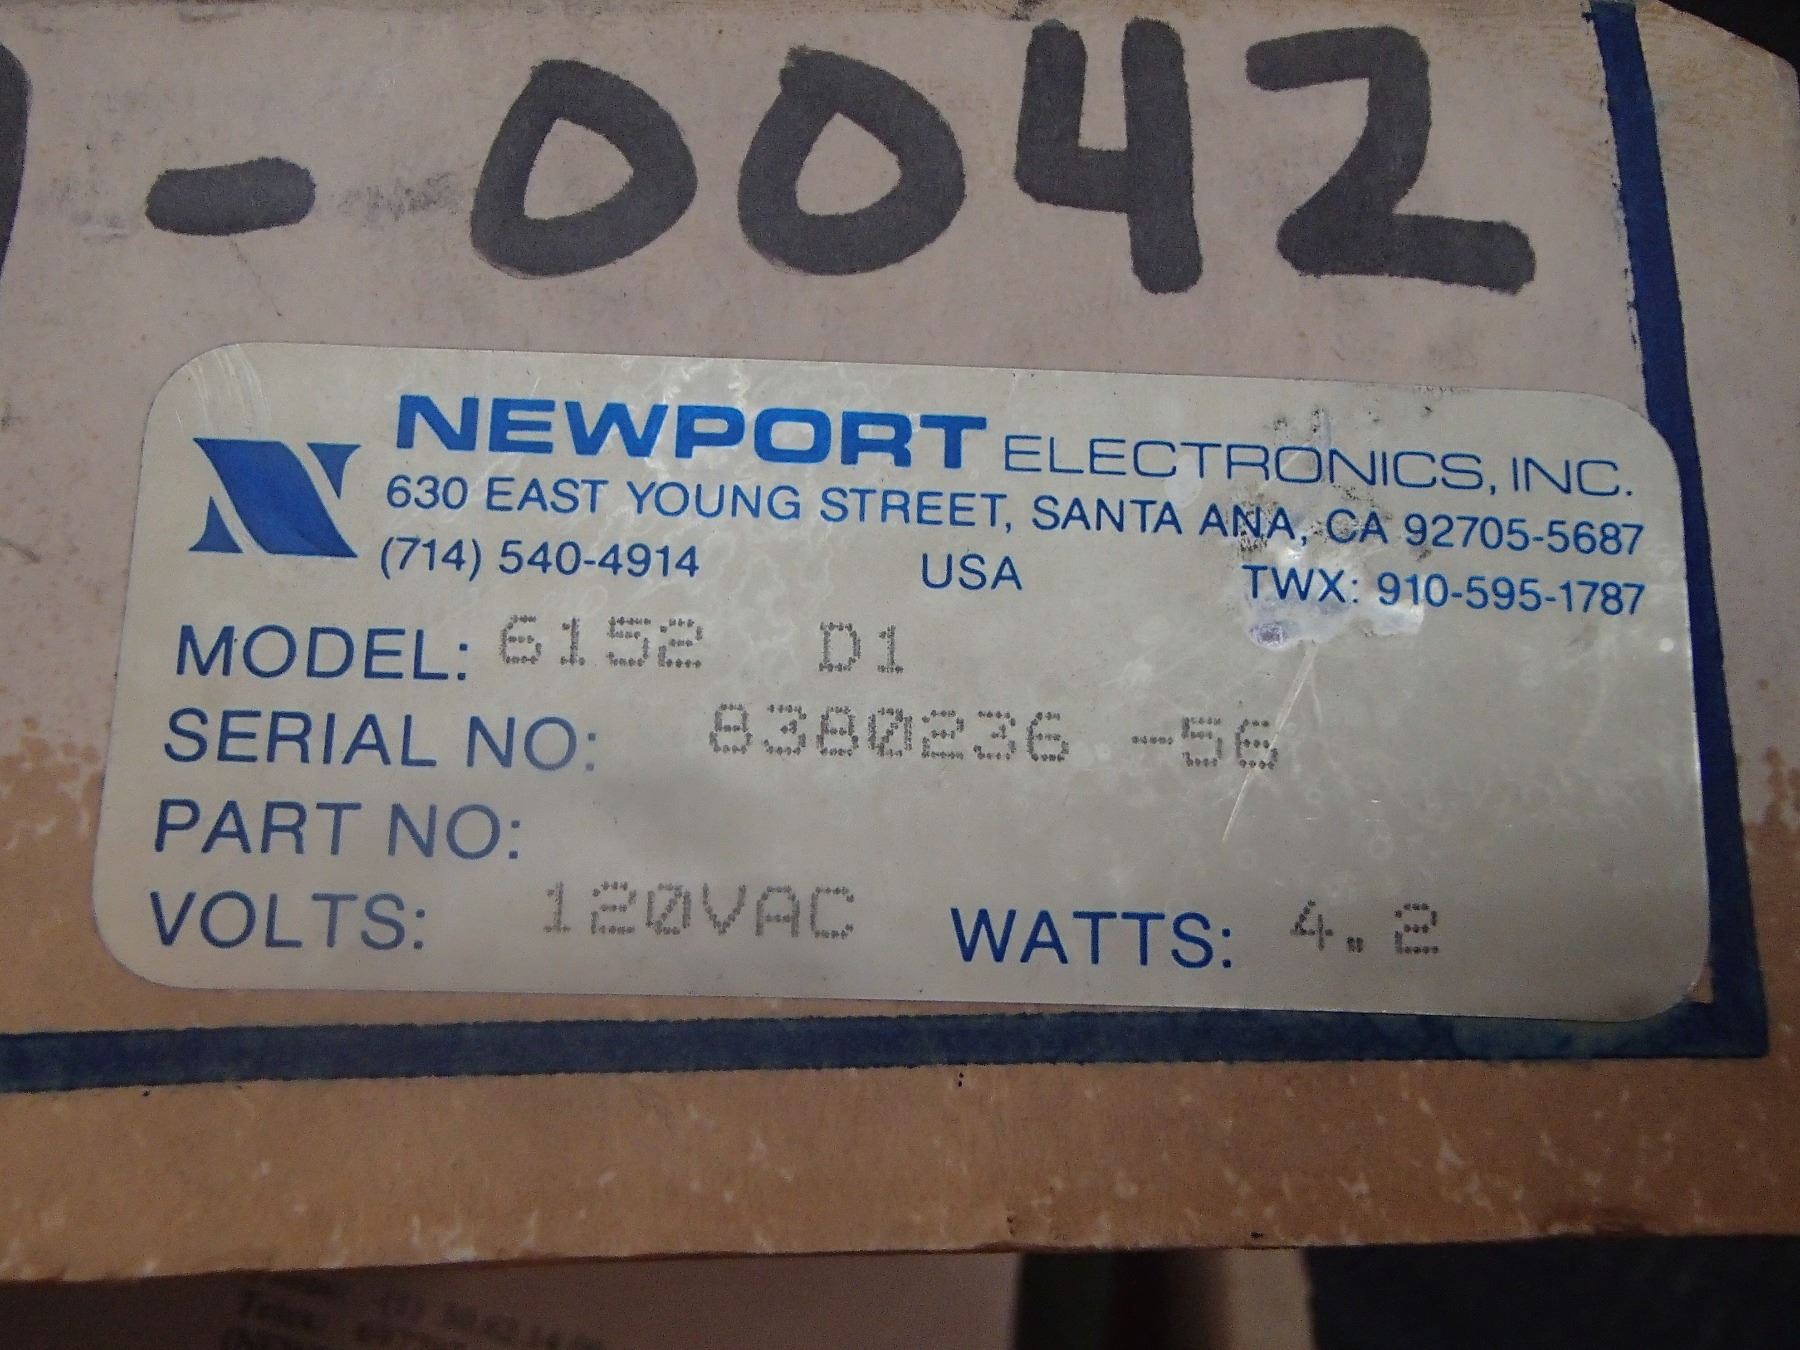 -0042
NEWPORT ELECTRONICS, INC.
630 EAST YOUNG STREET, SANTA ANA, CA 92705-5687
(714) 540-4914 USA TWX: 910-595-1787
MODEL: 6152 D1
SERIAL NO: 8380236 -56
PART NO:
VOLTS: 120VAC WATTS: 4.2